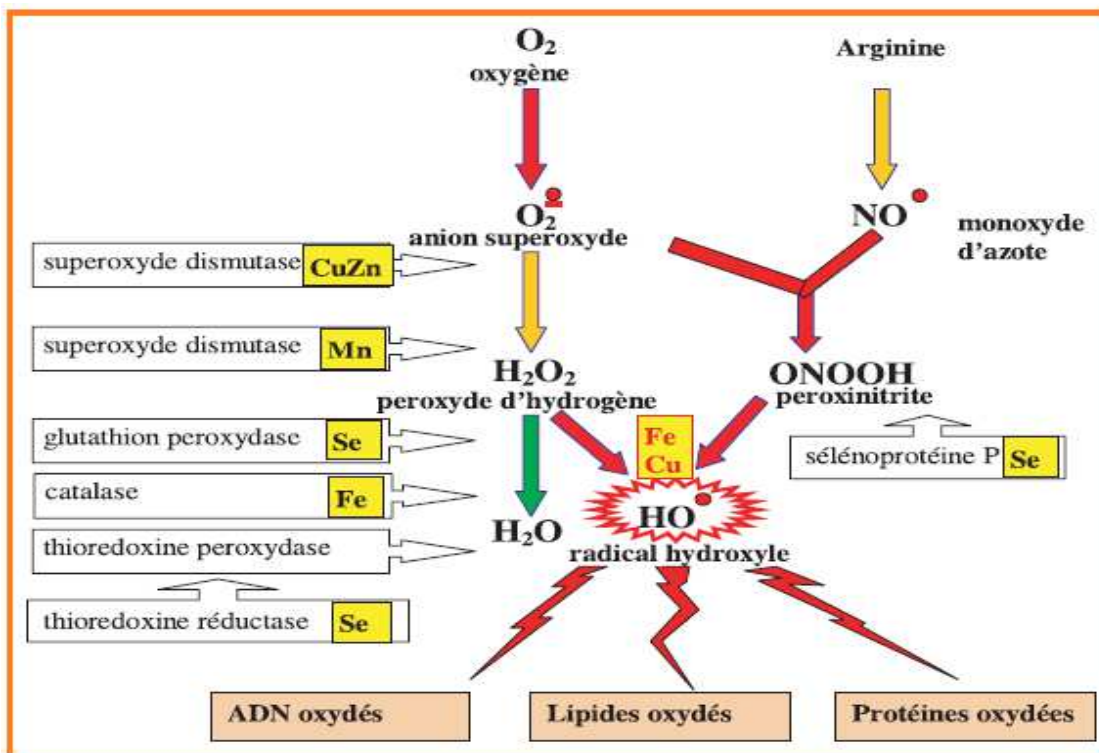 O₂
oxygène
Arginine
O₂
anion superoxyde
NO
monoxyde
d'azote
superoxyde dismutase CuZn
superoxyde dismutase Mn
H₂O₂
peroxyde d'hydrogène
ONOOH
peroxinitrite
glutathion peroxydase Se
Fe
Cu
sélénoprotéine P Se
catalase Fe
HO
H₂O
radical hydroxyle
thioredoxine peroxydase
thioredoxine réductase Se
ADN oxydés
Lipides oxydés
Protéines oxydées